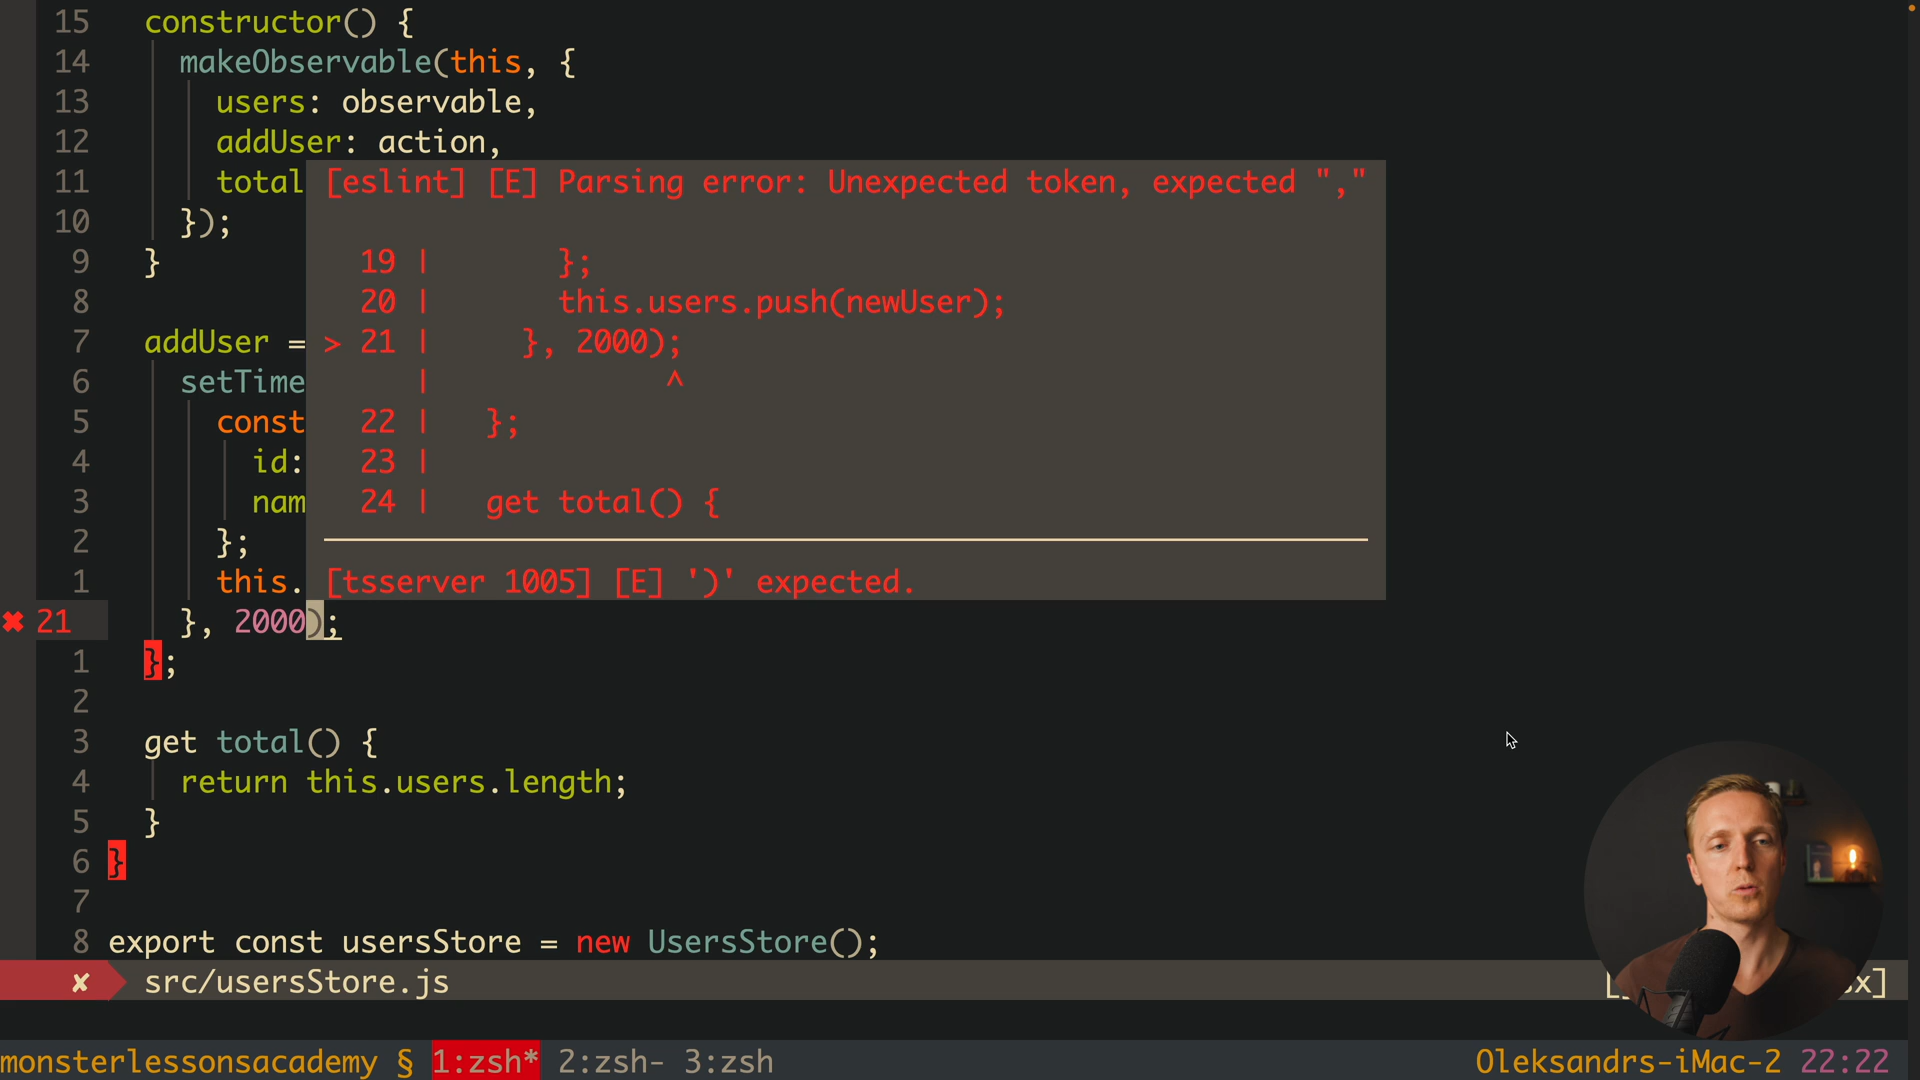 15 constructor() {
14 makeObservable(this, {
13 users: observable,
12 addUser: action,
11 total [eslint] [E] Parsing error: Unexpected token, expected ","
10 });
9 } 19 | };
8 20 | this.users.push(newUser);
7 addUser = > 21 | }, 2000);
6 setTime | ^
5 const 22 | };
4 id: 23 |
3 nam 24 | get total() {
2 };
1 this. [tsserver 1005] [E] ')' expected.
✖ 21 }, 2000);
1 };
2
3 get total() {
4 return this.users.length;
5 }
6 }
7
8 export const usersStore = new UsersStore();
✘ src/usersStore.js [ x]
monsterlessonsacademy § 1:zsh* 2:zsh- 3:zsh Oleksandrs-iMac-2 22:22